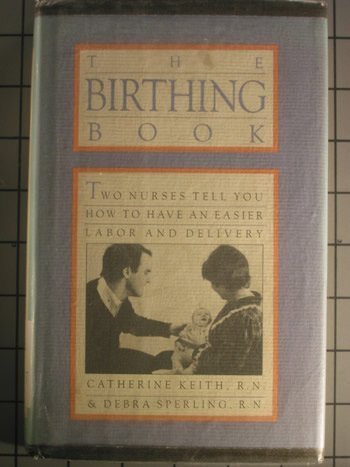 THE
BIRTHING
BOOK
TWO NURSES TELL YOU
HOW TO HAVE AN EASIER
LABOR AND DELIVERY
CATHERINE KEITH, R.N.
& DEBRA SPERLING, R.N.